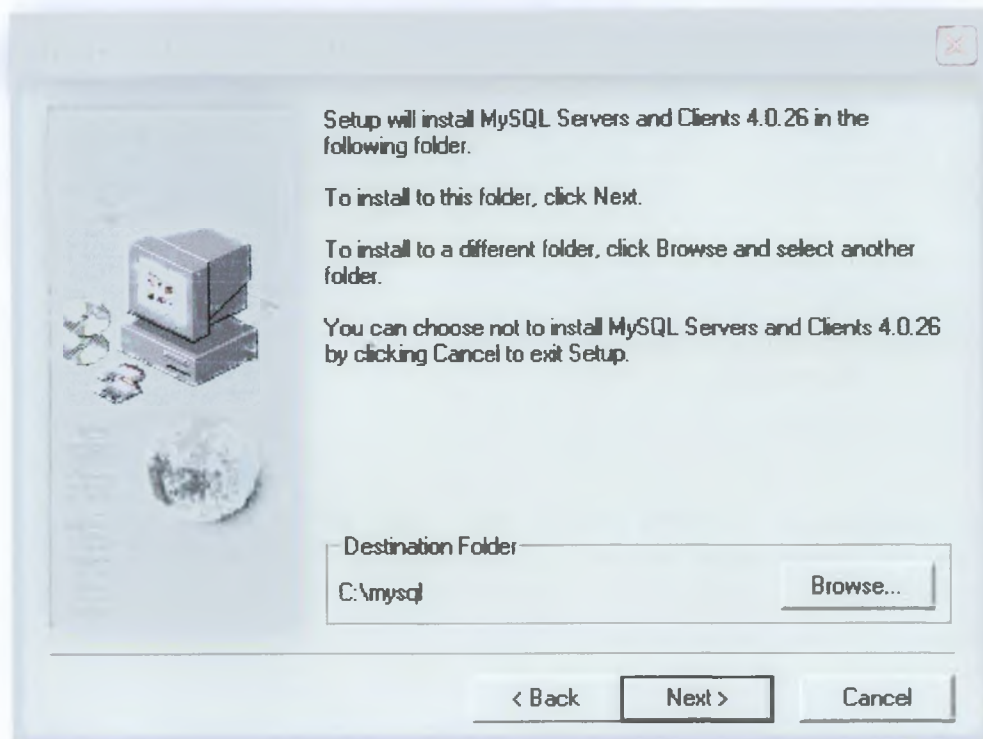 Setup will install MySQL Servers and Clients 4.0.26 in the
following folder.
To install to this folder, click Next.
To install to a different folder, click Browse and select another
folder.
You can choose not to install MySQL Servers and Clients 4.0.26
by clicking Cancel to exit Setup.
Destination Folder
C:\mysql
Browse...
< Back
Next >
Cancel